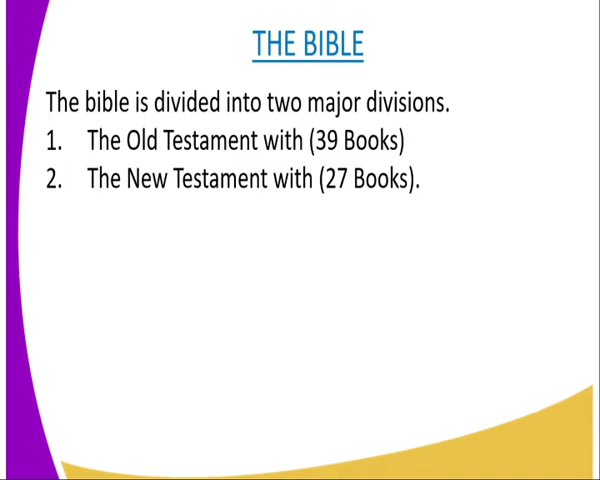 THE BIBLE
The bible is divided into two major divisions.
1. The Old Testament with (39 Books)
2. The New Testament with (27 Books).